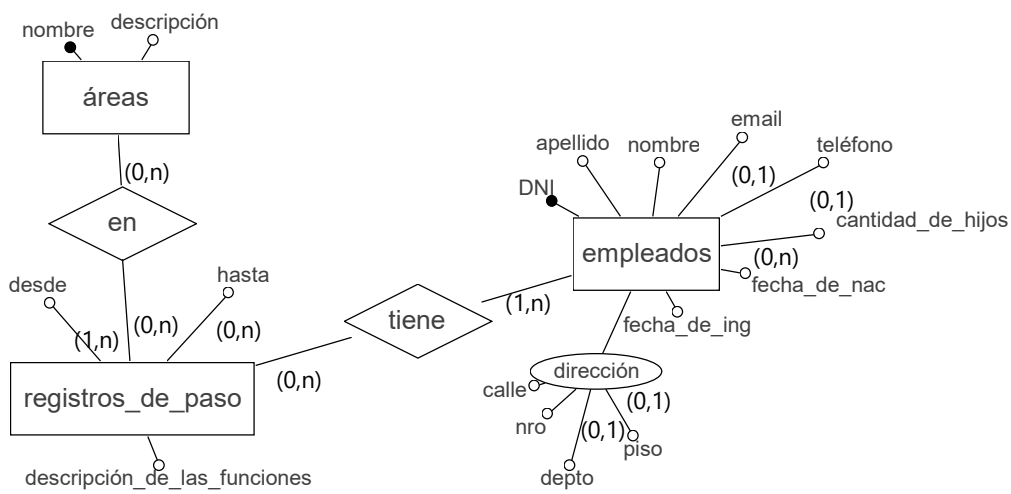 nombre
descripción
áreas
(0,n)
en
desde
hasta
(1,n)
(0,n)
(0,n)
registros_de_paso
descripción_de_las_funciones
tiene
(0,n)
(1,n)
DNI
apellido
nombre
email
(0,1)
teléfono
(0,1)
cantidad_de_hijos
(0,n)
empleados
fecha_de_nac
fecha_de_ing
dirección
calle
nro
(0,1)
depto
(0,1)
piso